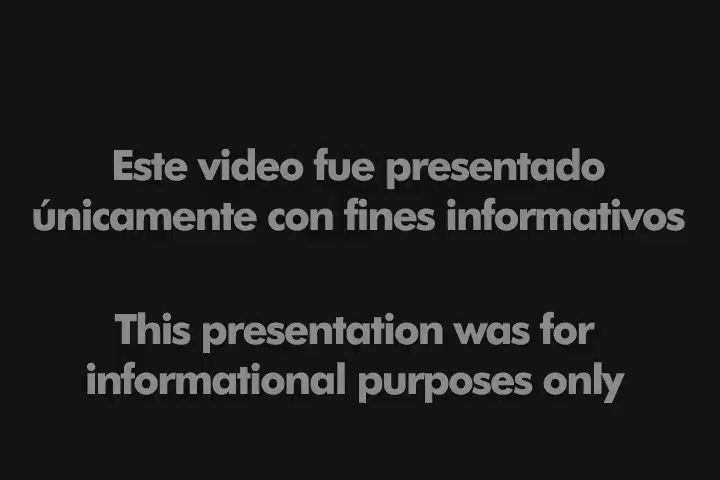 Este video fue presentado
únicamente con fines informativos
This presentation was for
informational purposes only